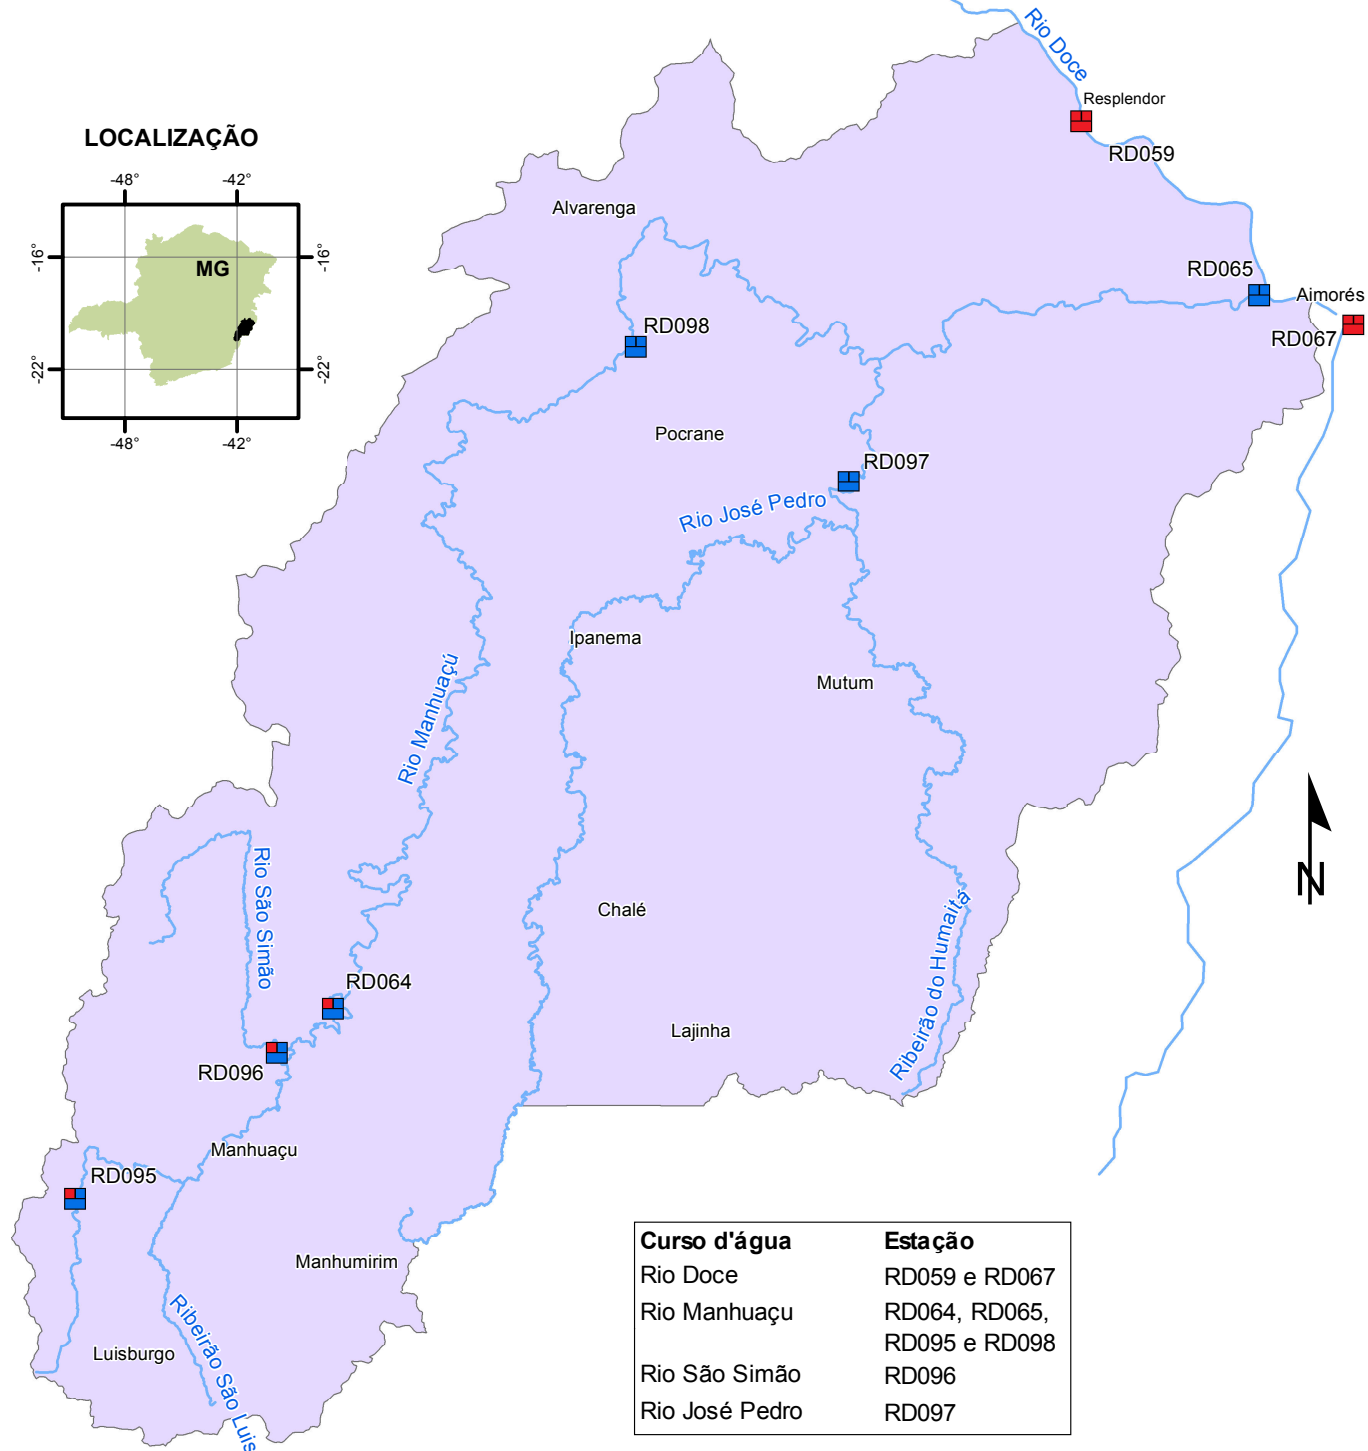 Rio Doce
Resplendor
RD059
LOCALIZAÇÃO
-48°
-42°
-16°
-16°
MG
-22°
-22°
-48°
-42°
Alvarenga
RD065
Aimorés
RD067
RD098
Pocrane
RD097
Rio José Pedro
Ipanema
Rio Manhuaçú
Mutum
Rio São Simão
Chalé
Ribeirão do Humaitá
N
RD064
Lajinha
RD096
Manhuaçu
RD095
Manhumirim
Luisburgo
Ribeirão São Luis
Curso d'água Estação
Rio Doce RD059 e RD067
Rio Manhuaçu RD064, RD065,
RD095 e RD098
Rio São Simão RD096
Rio José Pedro RD097